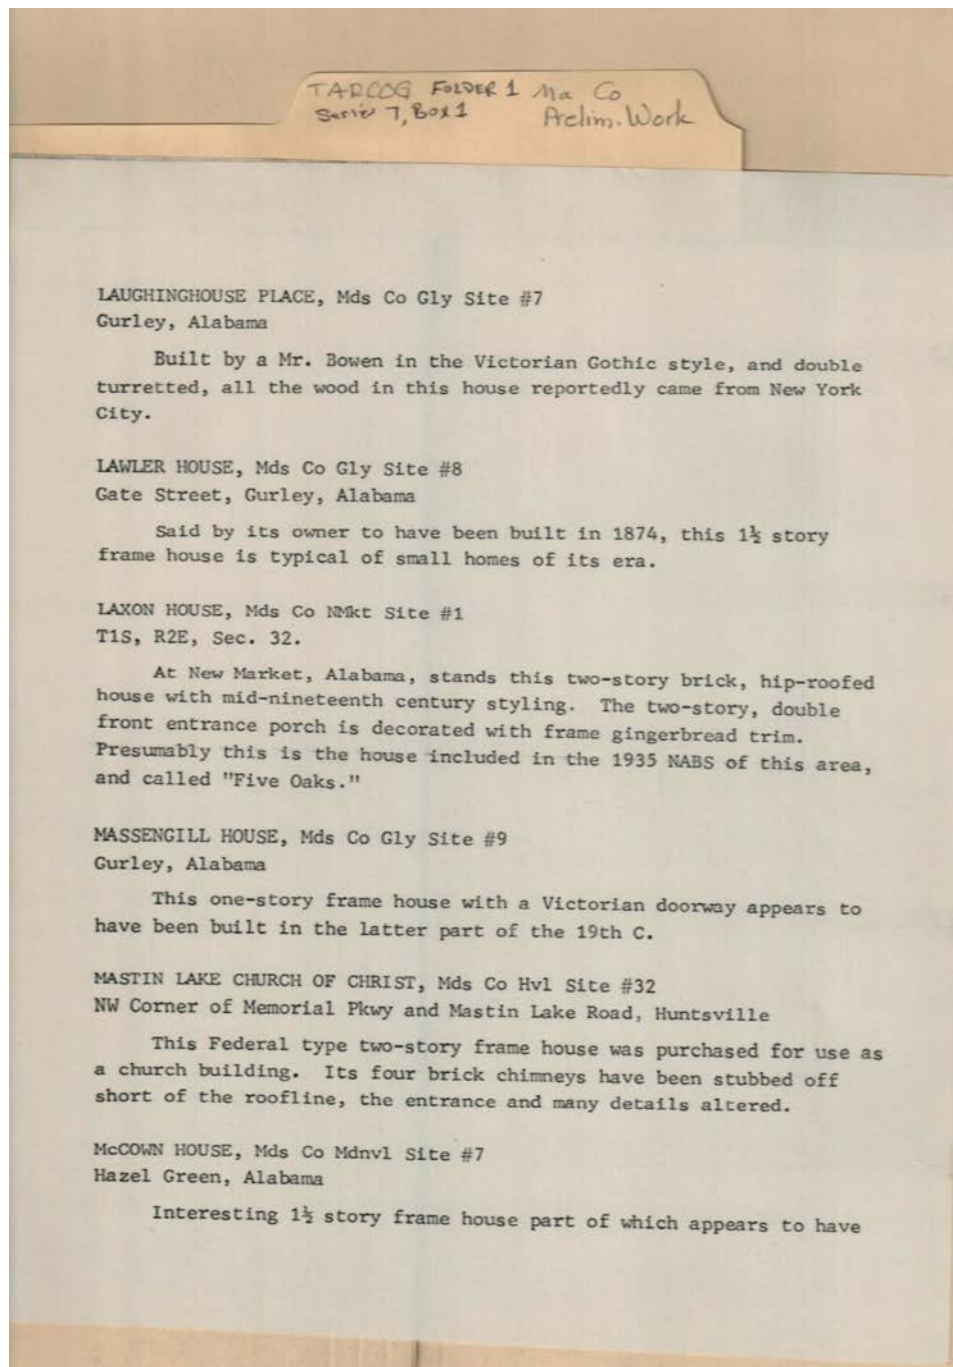 TARCOG FOLDER 1 Ma Co
Series 7, Box 1 Prelim. Work
LAUGHINGHOUSE PLACE, Mds Co Gly Site #7
Gurley, Alabama
Built by a Mr. Bowen in the Victorian Gothic style, and double
turretted, all the wood in this house reportedly came from New York
City.
LAWLER HOUSE, Mds Co Gly Site #8
Gate Street, Gurley, Alabama
Said by its owner to have been built in 1874, this 1½ story
frame house is typical of small homes of its era.
LAXON HOUSE, Mds Co NMkt Site #1
T1S, R2E, Sec. 32.
At New Market, Alabama, stands this two-story brick, hip-roofed
house with mid-nineteenth century styling. The two-story, double
front entrance porch is decorated with frame gingerbread trim.
Presumably this is the house included in the 1935 NABS of this area,
and called "Five Oaks."
MASSENGILL HOUSE, Mds Co Gly Site #9
Gurley, Alabama
This one-story frame house with a Victorian doorway appears to
have been built in the latter part of the 19th C.
MASTIN LAKE CHURCH OF CHRIST, Mds Co Hvl Site #32
NW Corner of Memorial Pkwy and Mastin Lake Road, Huntsville
This Federal type two-story frame house was purchased for use as
a church building. Its four brick chimneys have been stubbed off
short of the roofline, the entrance and many details altered.
McCOWN HOUSE, Mds Co Mdnvl Site #7
Hazel Green, Alabama
Interesting 1½ story frame house part of which appears to have